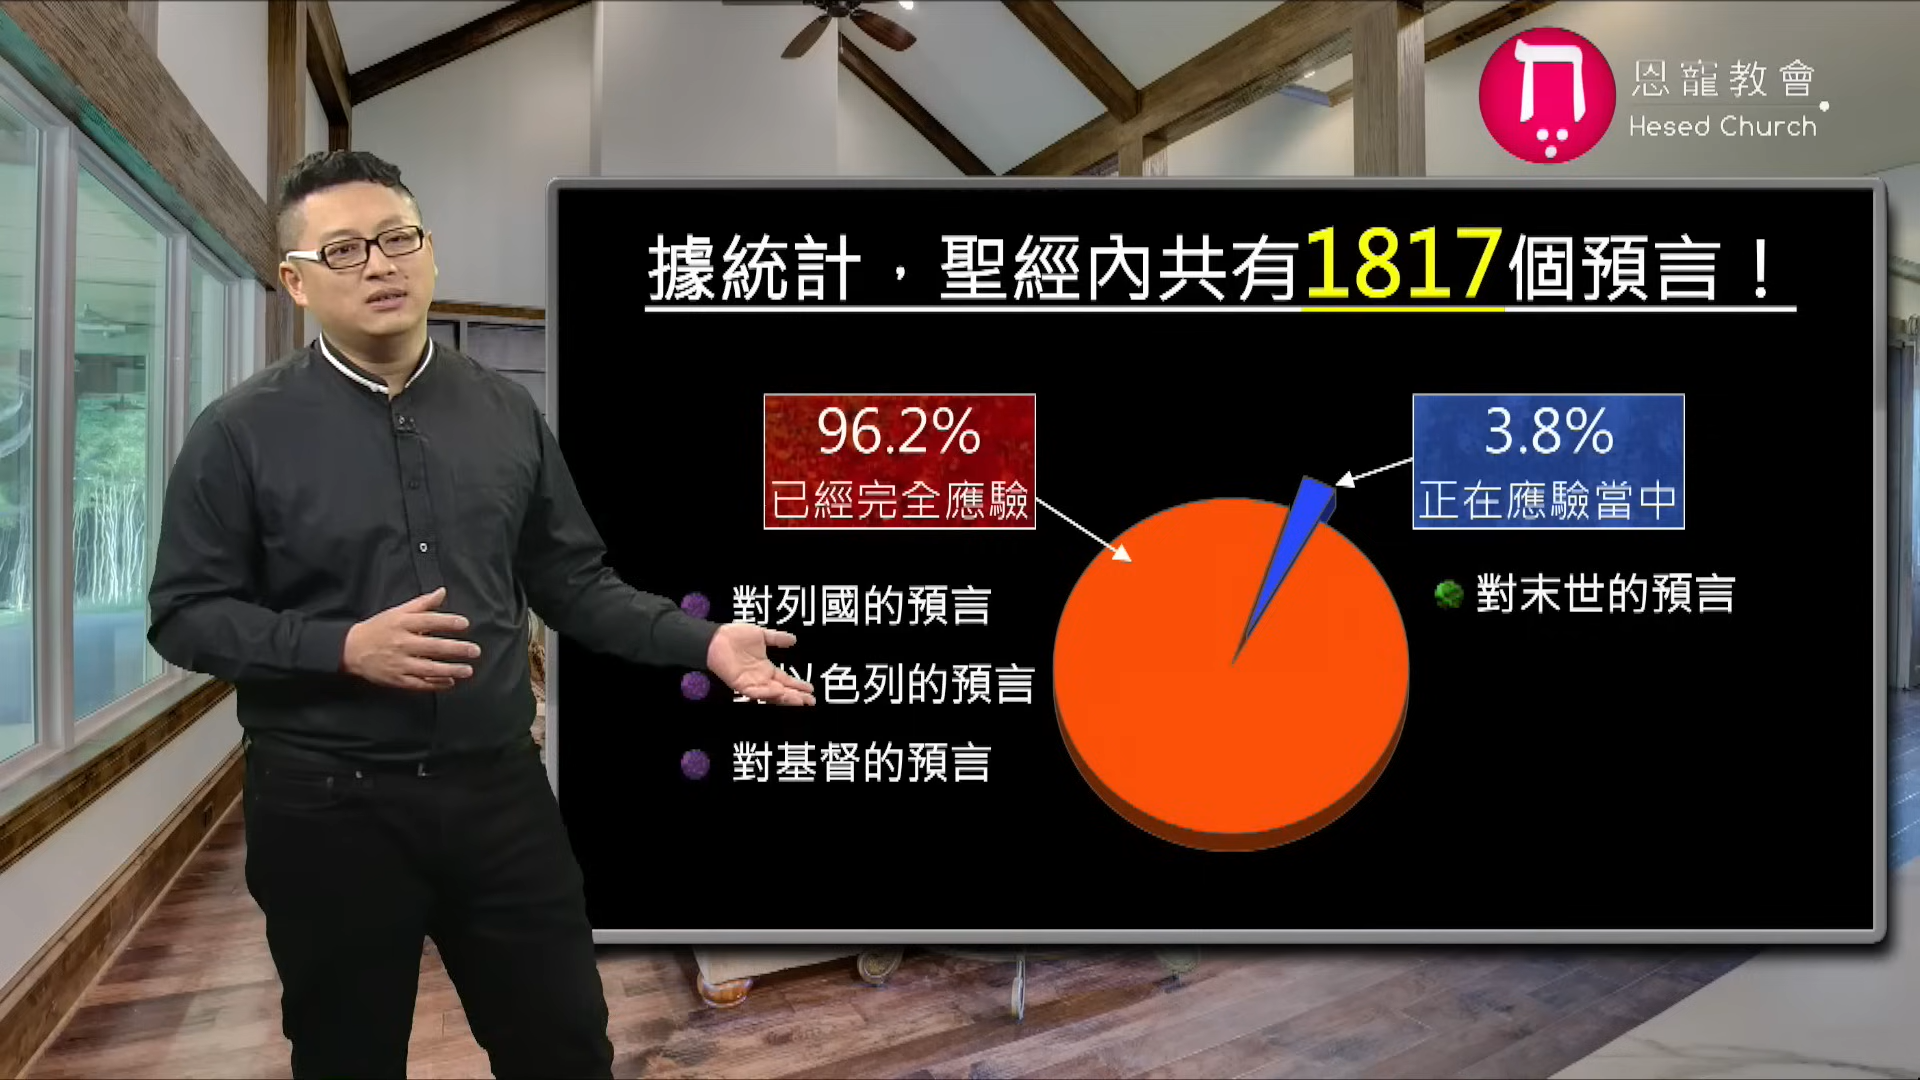 恩寵教會
Hesed Church
據統計，聖經內共有1817個預言！
96.2%
已經完全應驗
3.8%
正在應驗當中
對列國的預言
以色列的預言
對基督的預言
對末世的預言